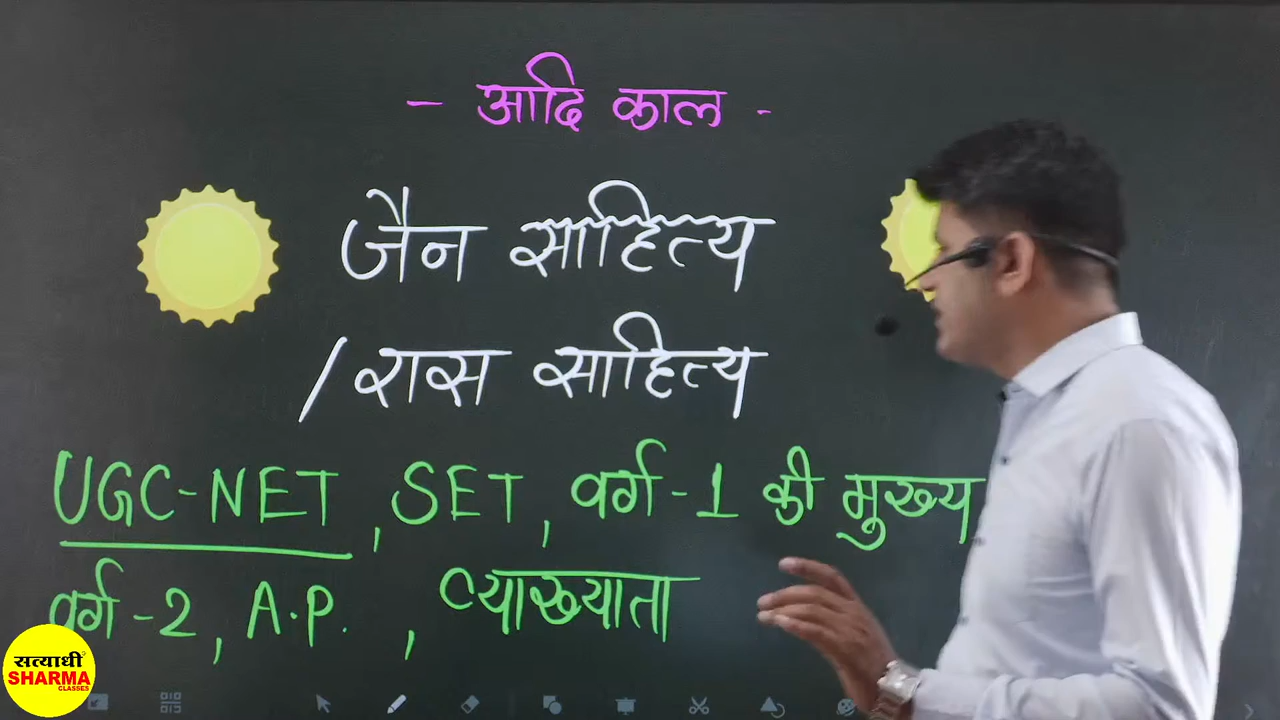 - आदि काल -
जैन साहित्य
/ रास साहित्य
UGC-NET, SET, वर्ग-1 की मुख्य
वर्ग-2, A.P., व्याख्याता
सत्यार्थी
SHARMA
CLASSES